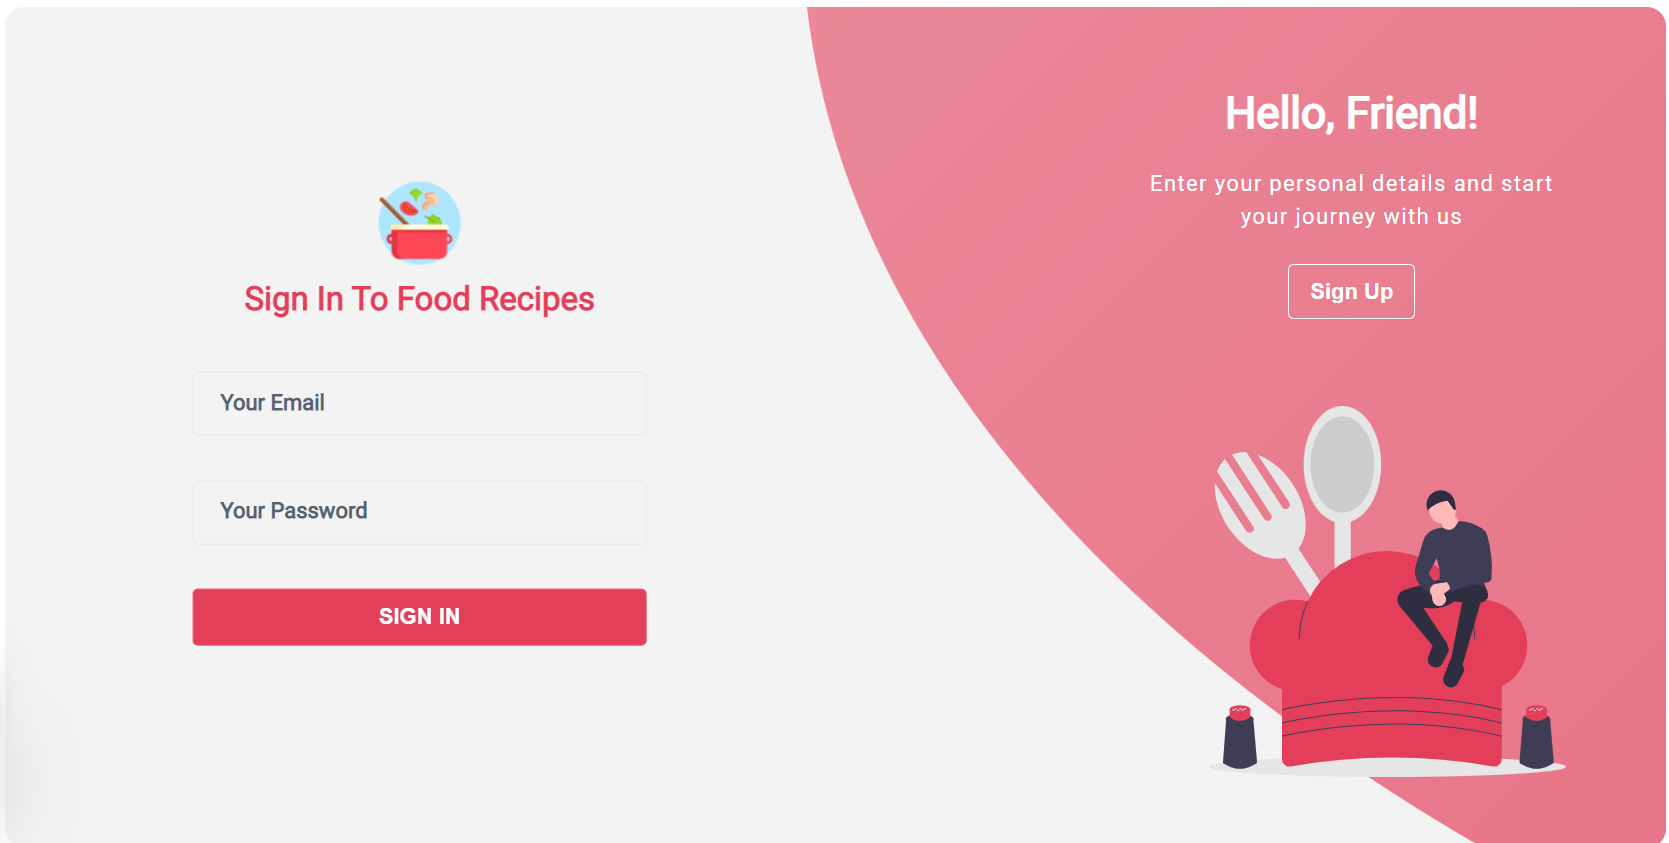 Sign In To Food Recipes
Your Email
Your Password
SIGN IN
Hello, Friend!
Enter your personal details and start
your journey with us
Sign Up